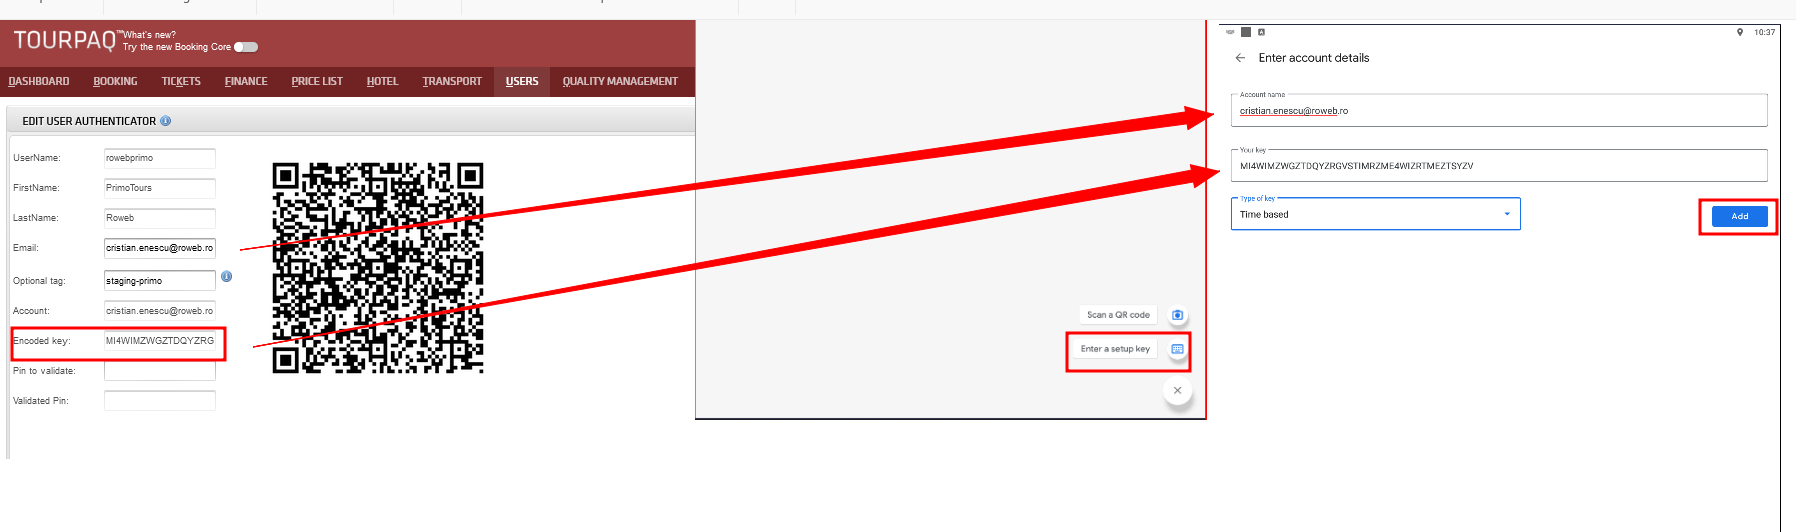 TOURPAQ™
What's new?
Try the new Booking Core
DASHBOARD BOOKING TICKETS FINANCE PRICE LIST HOTEL TRANSPORT USERS QUALITY MANAGEMENT
EDIT USER AUTHENTICATOR
UserName: rowebprimo
FirstName: PrimoTours
LastName: Roweb
Email: cristian.enescu@roweb.ro
Optional tag: staging-primo
Account: cristian.enescu@roweb.ro
Encoded key: MI4WIMZWGZTDQYZRG
Pin to validate:
Validated Pin:
Scan a QR code
Enter a setup key
10:37
Enter account details
Account name
cristian.enescu@roweb.ro
Your key
MI4WIMZWGZTDQYZRGVSTIMRZME4WIZRTMEZTSYZV
Type of key
Time based
Add